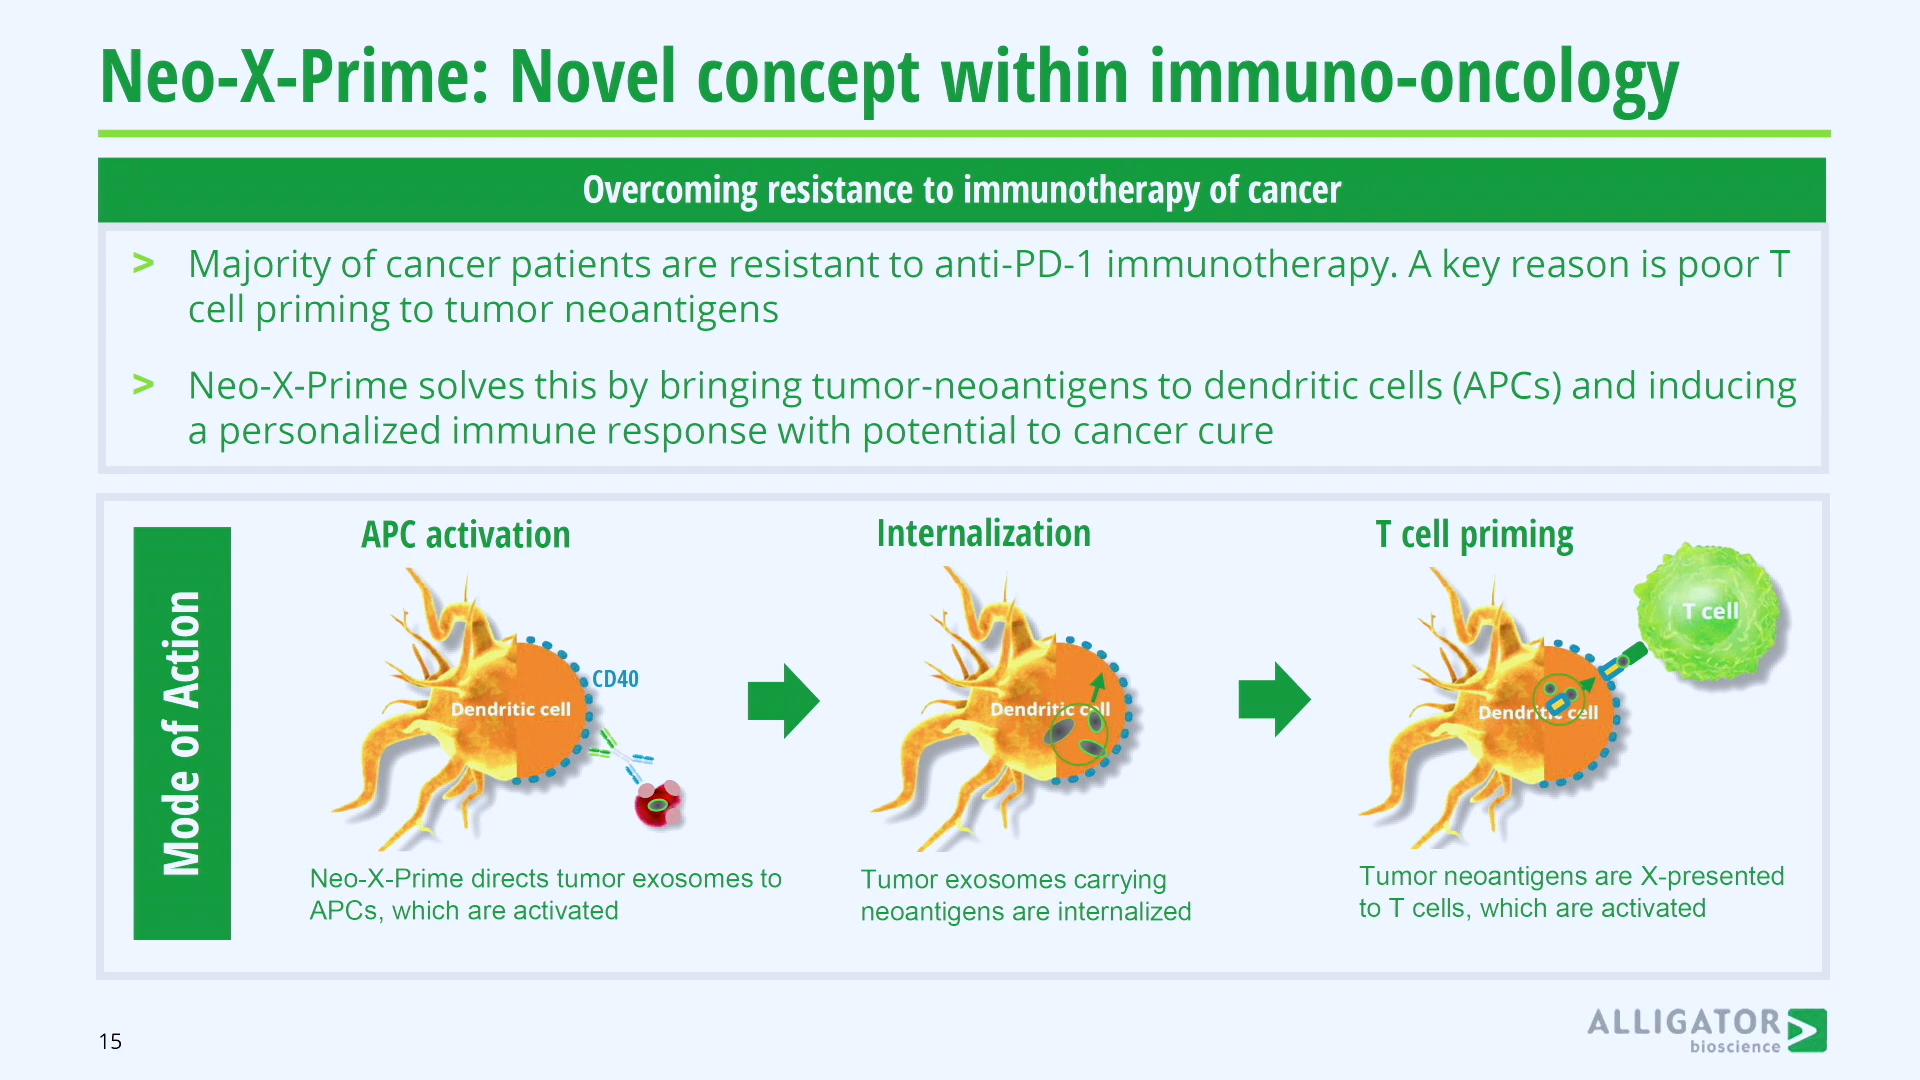 Neo-X-Prime: Novel concept within immuno-oncology
Overcoming resistance to immunotherapy of cancer
> Majority of cancer patients are resistant to anti-PD-1 immunotherapy. A key reason is poor T
cell priming to tumor neoantigens
> Neo-X-Prime solves this by bringing tumor-neoantigens to dendritic cells (APCs) and inducing
a personalized immune response with potential to cancer cure
Mode of Action
APC activation
CD40
Dendritic cell
Neo-X-Prime directs tumor exosomes to
APCs, which are activated
Internalization
Dendritic cell
Tumor exosomes carrying
neoantigens are internalized
T cell priming
T cell
Dendritic cell
Tumor neoantigens are X-presented
to T cells, which are activated
15
ALLIGATOR
bioscience